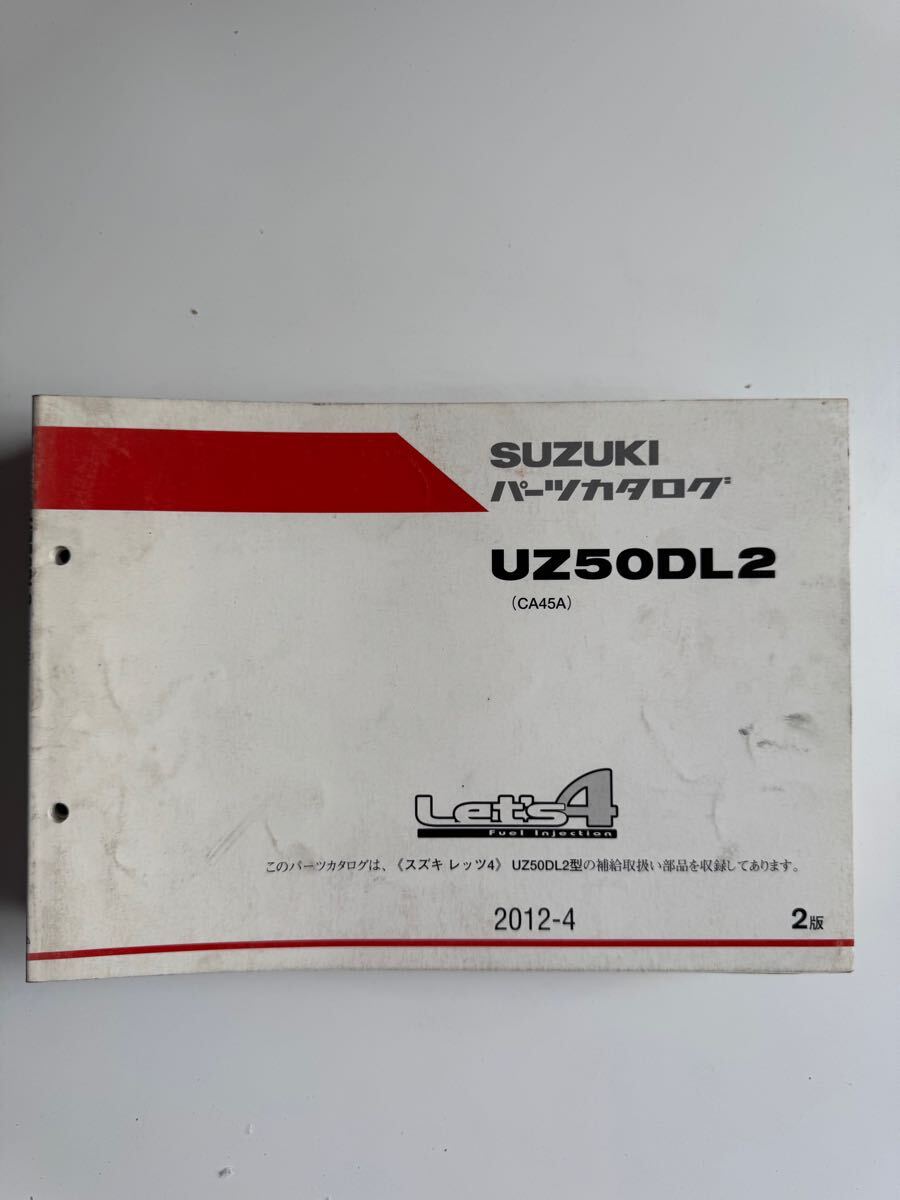 SUZUKI
パーツカタログ
UZ50DL2
(CA45A)
Let's4
Fuel Injection
このパーツカタログは、《スズキ レッツ4》 UZ50DL2型の補給取扱い部品を収録してあります。
2012-4
2版